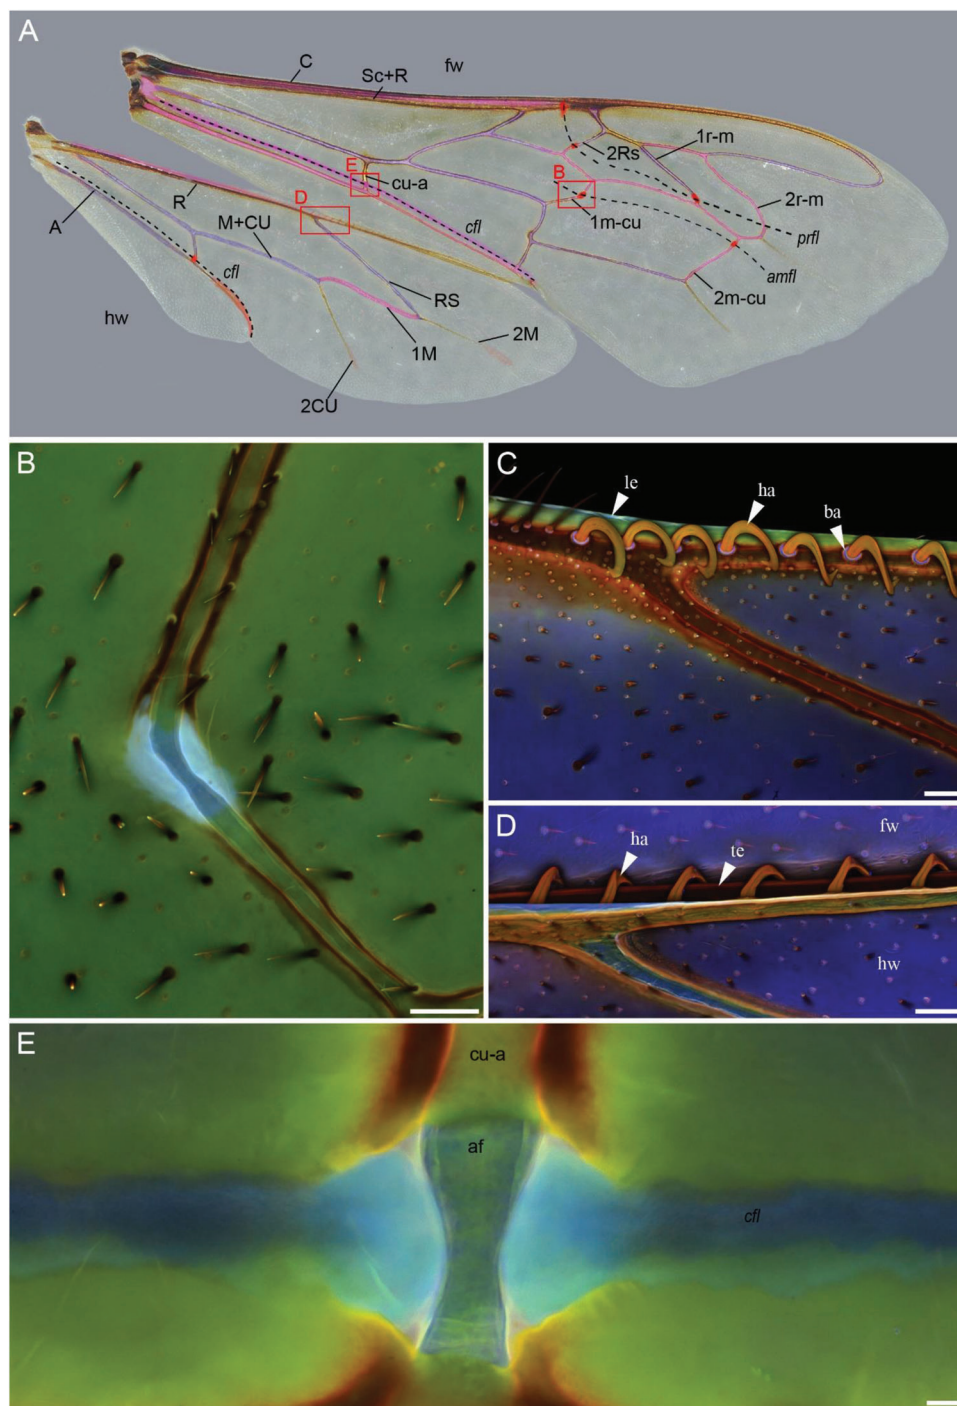 A
C
fw
Sc+R
2Rs
1r-m
E
cu-a
B
R
D
A
1m-cu
2r-m
M+CU
cfl
prfl
cfl
amfl
RS
2m-cu
hw
1M
2M
2CU
B
C
le
ha
ba
D
fw
ha
te
hw
E
cu-a
af
cfl